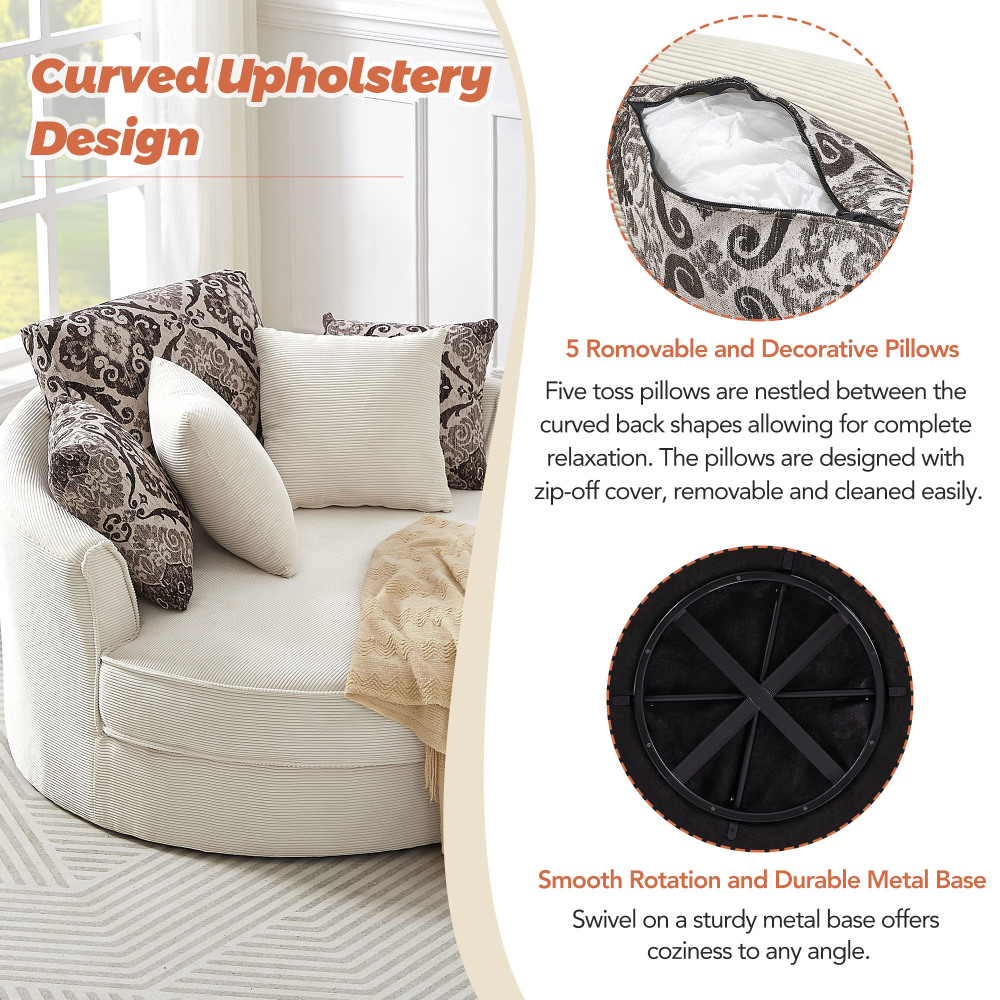 Curved Upholstery
Design
5 Romovable and Decorative Pillows
Five toss pillows are nestled between the
curved back shapes allowing for complete
relaxation. The pillows are designed with
zip-off cover, removable and cleaned easily.
Smooth Rotation and Durable Metal Base
Swivel on a sturdy metal base offers
coziness to any angle.